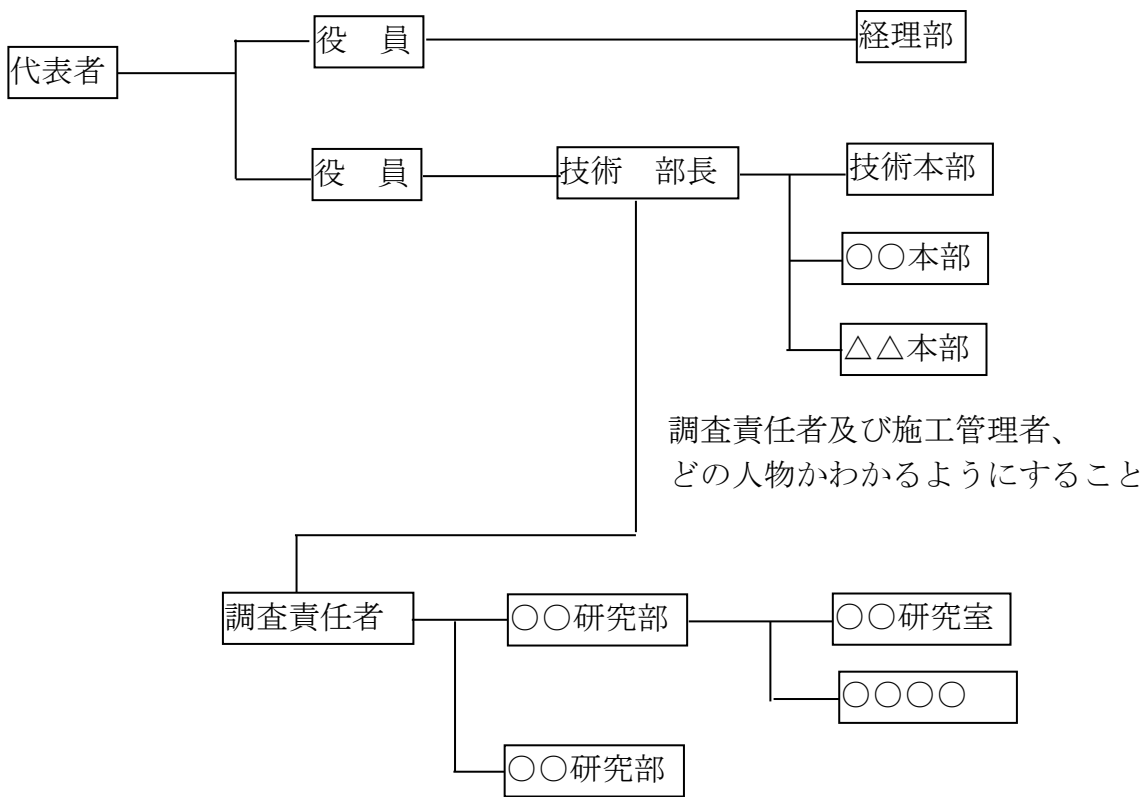 役　員
経理部
代表者
役　員
技術　部長
技術本部
○○本部
△△本部
調査責任者及び施工管理者、
どの人物かわかるようにすること
調査責任者
○○研究部
○○研究室
○○○○
○○研究部